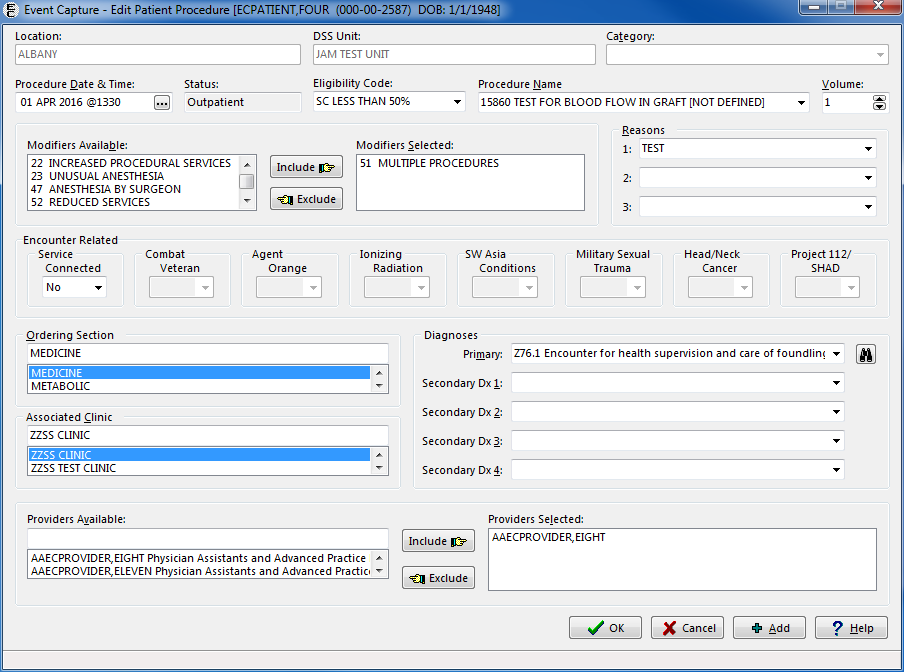 Event Capture - Edit Patient Procedure [ECPATIENT,FOUR (000-00-2587) DOB: 1/1/1948]
Location: DSS Unit: Category:
ALBANY JAM TEST UNIT
Procedure Date & Time: Status: Eligibility Code: Procedure Name Volume:
01 APR 2016 @1330 ... Outpatient SC LESS THAN 50% 15860 TEST FOR BLOOD FLOW IN GRAFT [NOT DEFINED] 1
Modifiers Available: Modifiers Selected: Reasons
22 INCREASED PROCEDURAL SERVICES Include 51 MULTIPLE PROCEDURES 1: TEST
23 UNUSUAL ANESTHESIA
47 ANESTHESIA BY SURGEON 2:
52 REDUCED SERVICES Exclude 3:
Encounter Related
Service Combat Agent Ionizing SW Asia Military Sexual Head/Neck Project 112/
Connected Veteran Orange Radiation Conditions Trauma Cancer SHAD
No
Ordering Section Diagnoses
MEDICINE Primary: Z76.1 Encounter for health supervision and care of foundling
MEDICINE Secondary Dx 1:
METABOLIC
Associated Clinic Secondary Dx 2:
ZZSS CLINIC Secondary Dx 3:
ZZSS CLINIC
ZZSS TEST CLINIC Secondary Dx 4:
Providers Available: Providers Selected:
Include AAECPROVIDER,EIGHT
AAECPROVIDER,EIGHT Physician Assistants and Advanced Practice
AAECPROVIDER,ELEVEN Physician Assistants and Advanced Practice
Exclude
OK Cancel Add Help